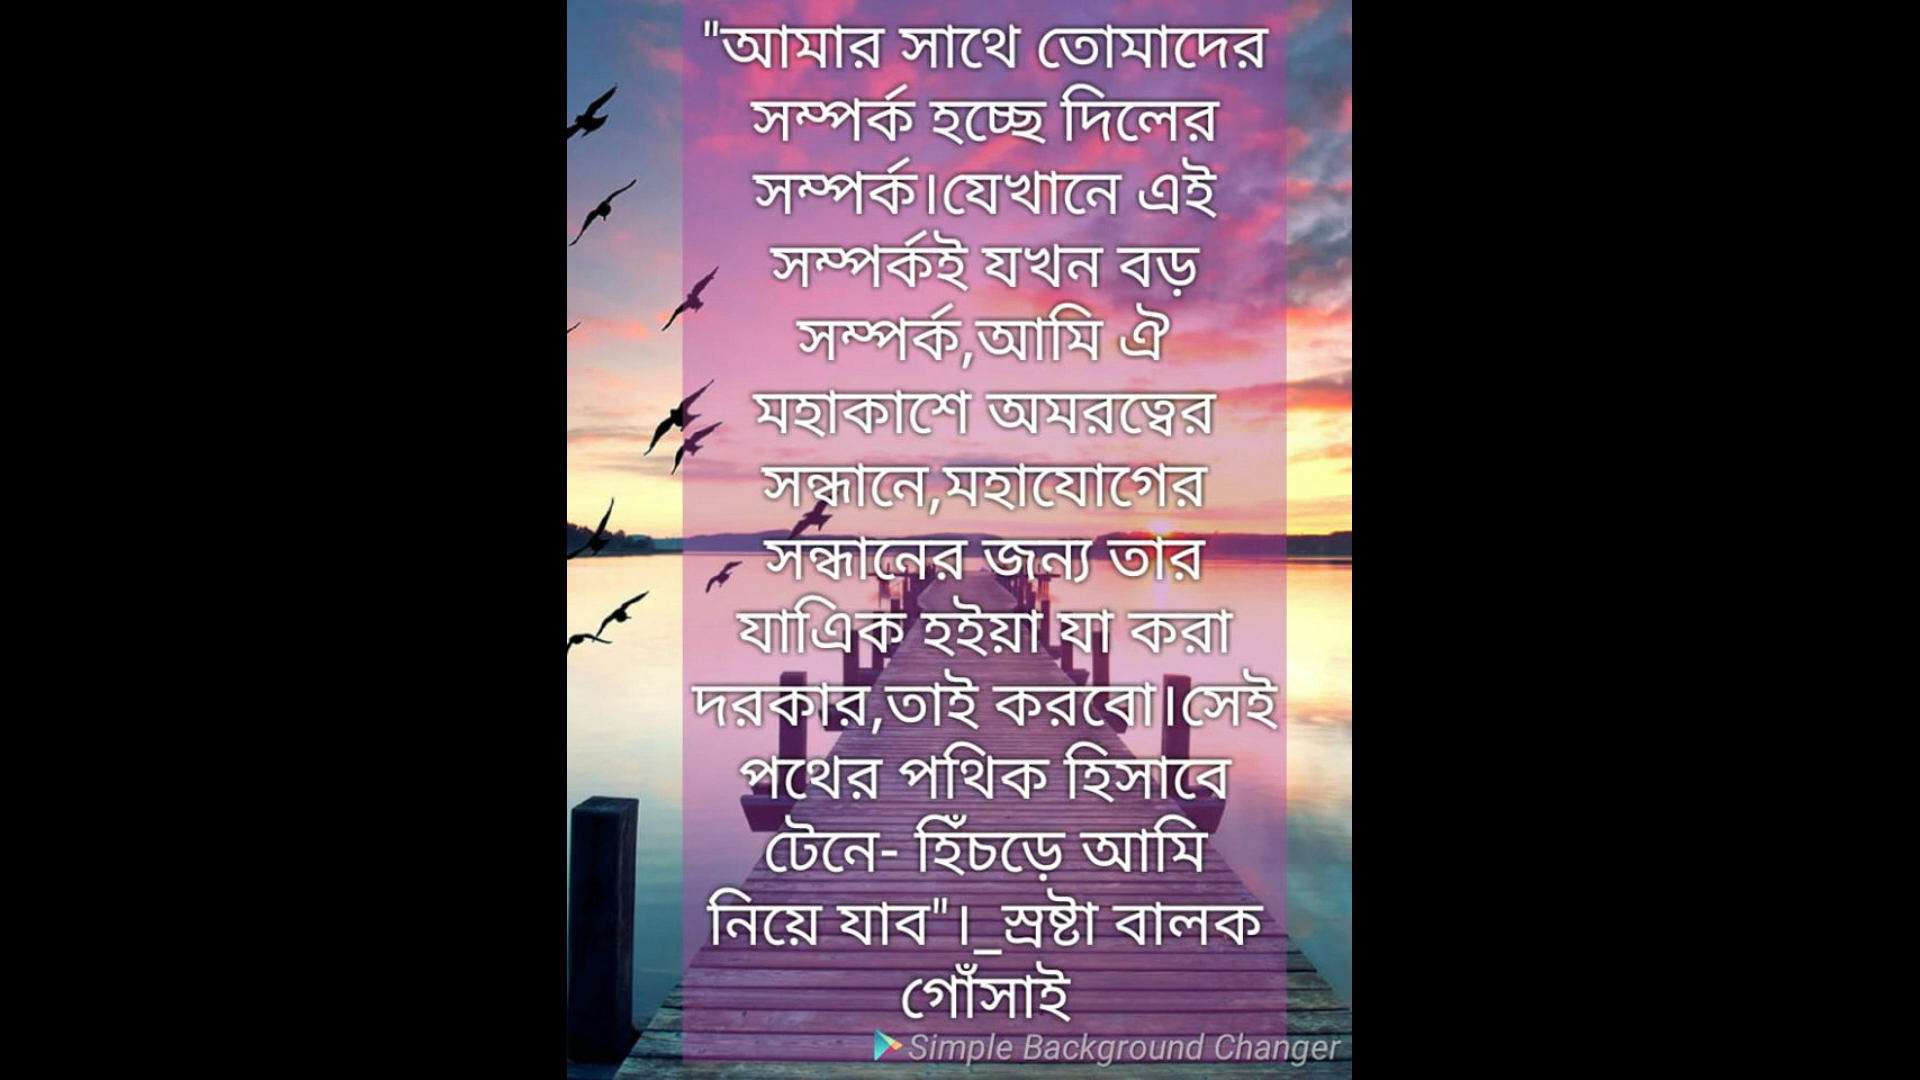 "আমার সাথে তোমাদের
সম্পর্ক হচ্ছে দিলের
সম্পর্ক।যেখানে এই
সম্পর্কই যখন বড়
সম্পর্ক,আমি ঐ
মহাকাশে অমরত্বের
সন্ধানে,মহাযোগের
সন্ধানের জন্য তার
যাএিক হইয়া যা করা
দরকার,তাই করবো।সেই
পথের পথিক হিসাবে
টেনে- হিঁচড়ে আমি
নিয়ে যাব"।_স্রষ্টা বালক
গোঁসাই
Simple Background Changer